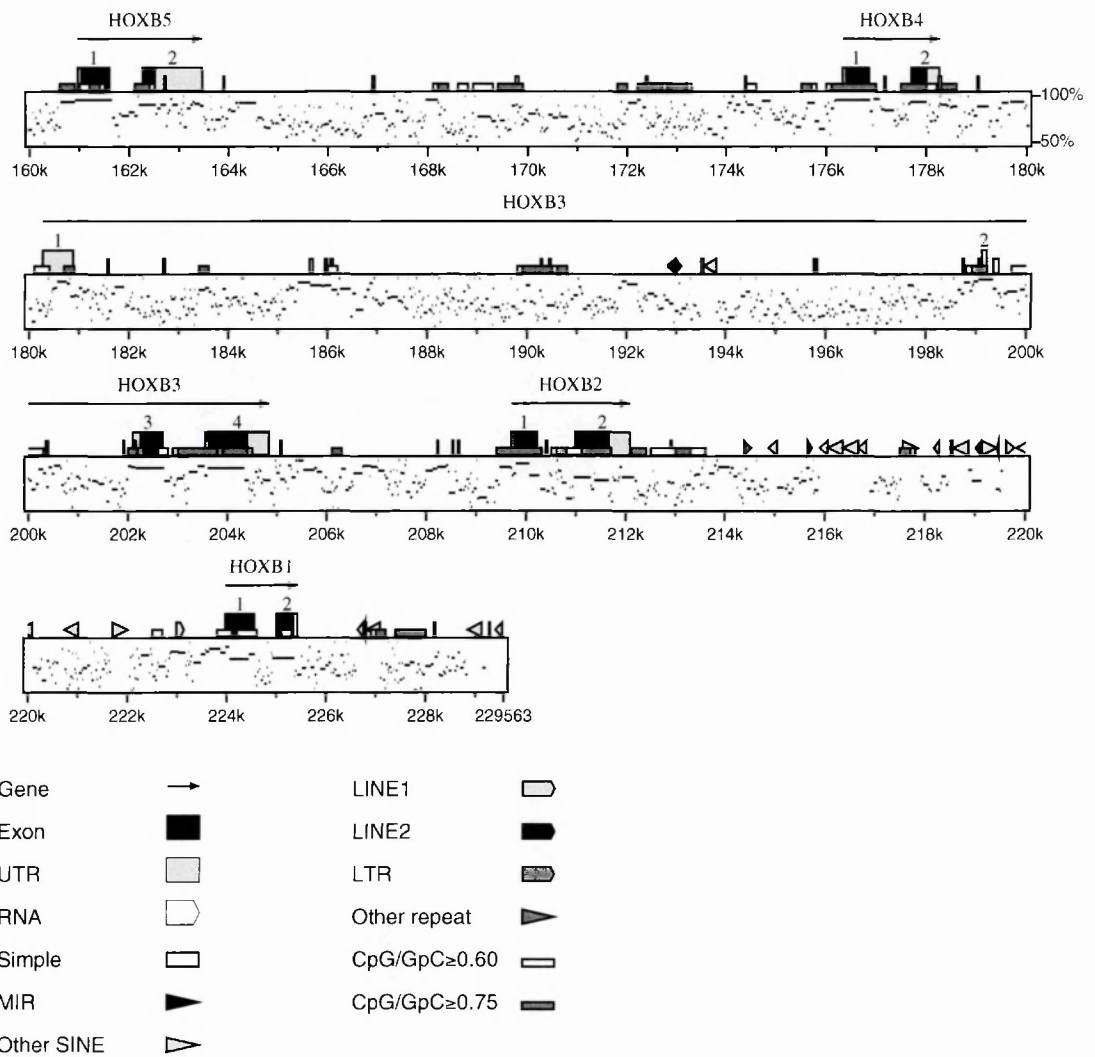 HOXB5 HOXB4
1 2 1 2
100%
50%
160k 162k 164k 166k 168k 170k 172k 174k 176k 178k 180k
HOXB3
1 2
180k 182k 184k 186k 188k 190k 192k 194k 196k 198k 200k
HOXB3 HOXB2
3 4 1 2
200k 202k 204k 206k 208k 210k 212k 214k 216k 218k 220k
HOXB1
1 2
220k 222k 224k 226k 228k 229563
Gene LINE1
Exon LINE2
UTR LTR
RNA Other repeat
Simple CpG/GpC≥0.60
MIR CpG/GpC≥0.75
Other SINE